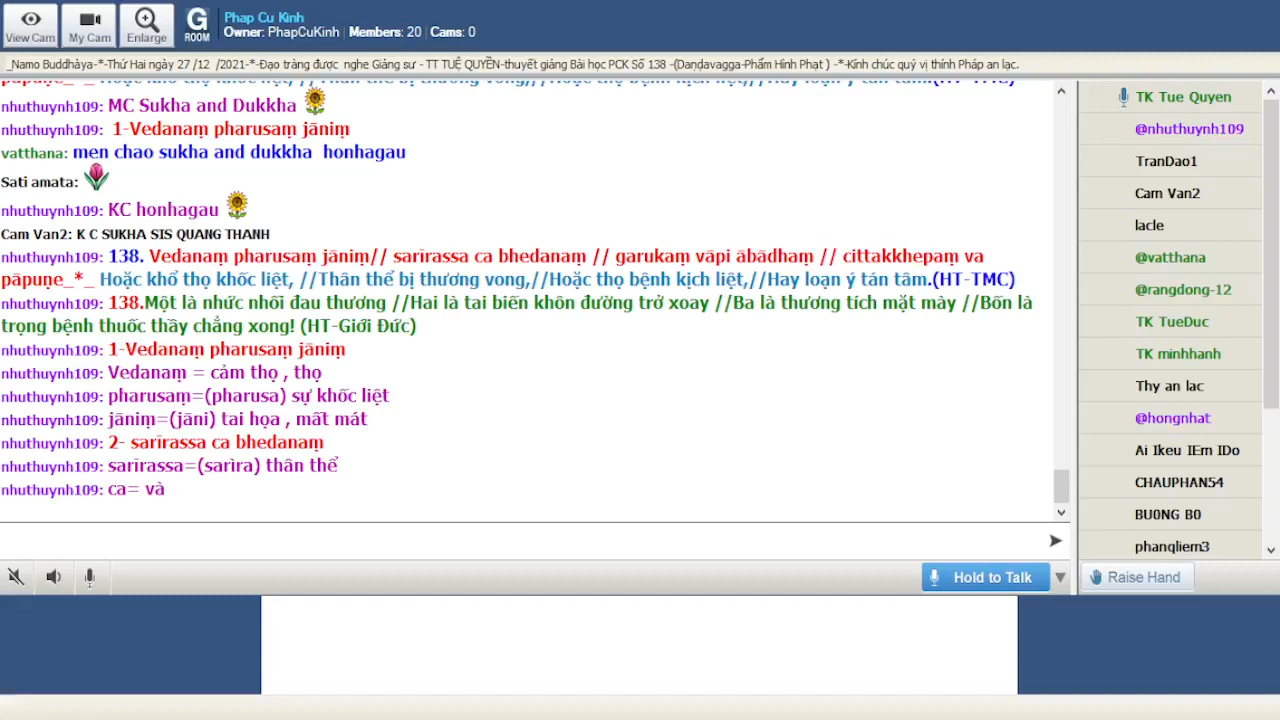 View Cam
My Cam
Enlarge
G
ROOM
Phap Cu Kinh
Owner: PhapCuKinh | Members: 20 | Cams: 0
_Namo Buddhàya-*-Thứ Hai ngày 27 /12 /2021-*-Đạo tràng được nghe Giảng sư - TT TUỆ QUYỀN-thuyết giảng Bài học PCK Số 138 -(Daṇḍavagga-Phẩm Hình Phạt ) -*-Kính chúc quý vị thính Pháp an lạc.
nhuthuynh109: MC Sukha and Dukkha
nhuthuynh109: 1-Vedanaṃ pharusaṃ jāniṃ
vatthana: men chao sukha and dukkha honhagau
Sati amata:
nhuthuynh109: KC honhagau
Cam Van2: K C SUKHA SIS QUANG THANH
nhuthuynh109: 138. Vedanaṃ pharusaṃ jāniṃ// sarīrassa ca bhedanaṃ // garukaṃ vāpi ābādhaṃ // cittakkhepaṃ va
pāpuṇe_*_ Hoặc khổ thọ khốc liệt, //Thân thể bị thương vong,//Hoặc thọ bệnh kịch liệt,//Hay loạn ý tán tâm.(HT-TMC)
nhuthuynh109: 138.Một là nhức nhối đau thương //Hai là tai biến khôn đường trở xoay //Ba là thương tích mặt mày //Bốn là
trọng bệnh thuốc thầy chẳng xong! (HT-Giới Đức)
nhuthuynh109: 1-Vedanaṃ pharusaṃ jāniṃ
nhuthuynh109: Vedanaṃ = cảm thọ , thọ
nhuthuynh109: pharusaṃ=(pharusa) sự khốc liệt
nhuthuynh109: jāniṃ=(jāni) tai họa , mất mát
nhuthuynh109: 2- sarīrassa ca bhedanaṃ
nhuthuynh109: sarīrassa=(sarìra) thân thể
nhuthuynh109: ca= và
Hold to Talk
TK Tue Quyen
@nhuthuynh109
TranDao1
Cam Van2
lacle
@vatthana
@rangdong-12
TK TueDuc
TK minhhanh
Thy an lac
@hongnhat
Ai Ikeu IEm IDo
CHAUPHAN54
BU0NG B0
phanqliem3
Raise Hand